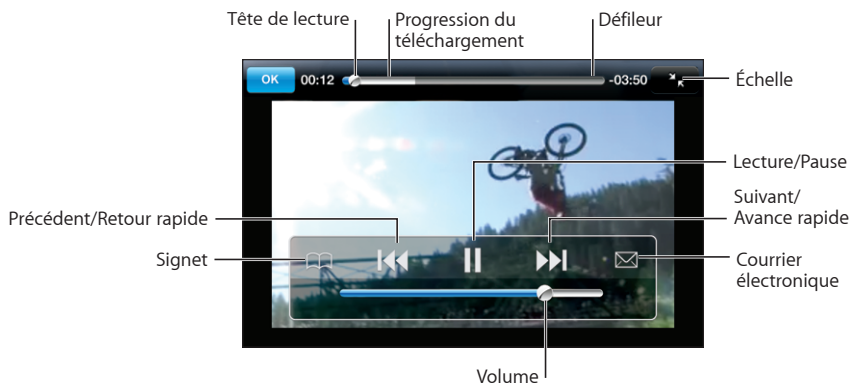 Tête de lecture
Progression du
téléchargement
Défileur
OK
00:12
-03:50
Échelle
Lecture/Pause
Suivant/
Avance rapide
Précédent/Retour rapide
Signet
Courrier
électronique
Volume